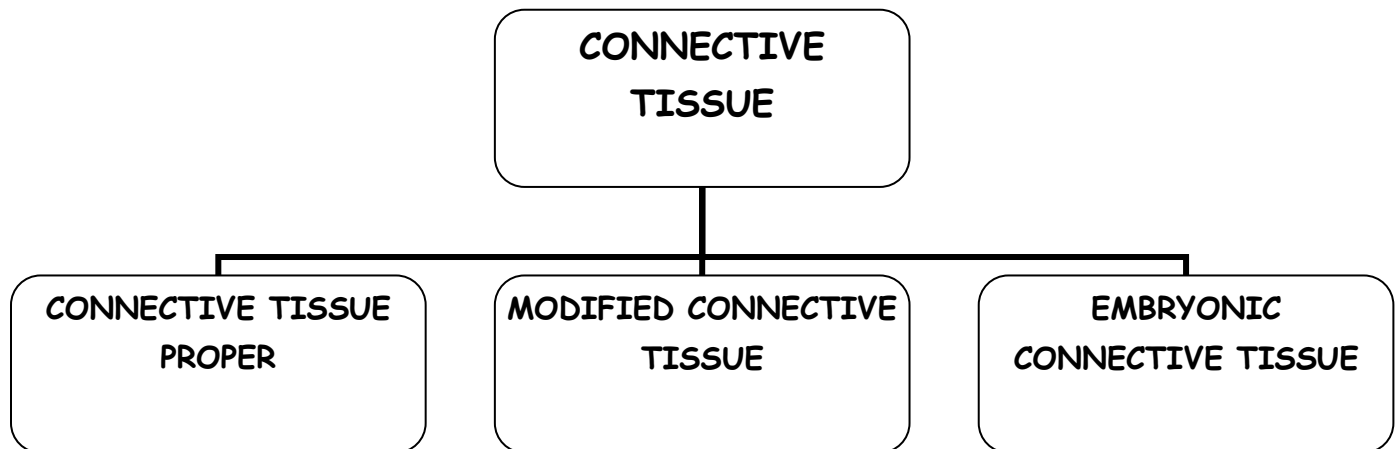 CONNECTIVE
TISSUE
CONNECTIVE TISSUE
PROPER
MODIFIED CONNECTIVE
TISSUE
EMBRYONIC
CONNECTIVE TISSUE